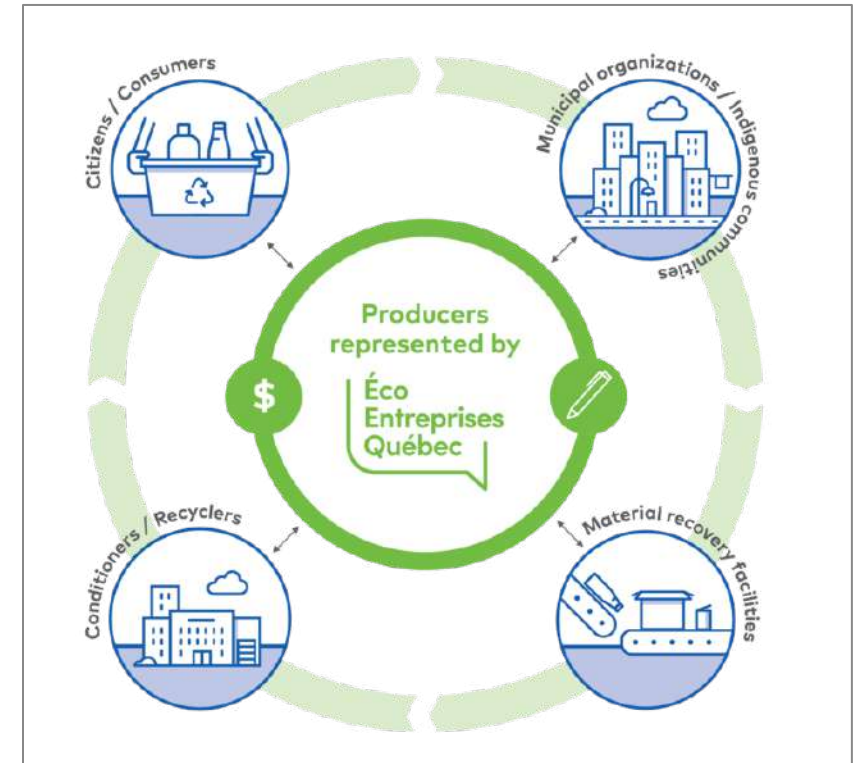 Citizens / Consumers
Municipal organizations / Indigenous communities
Producers
represented by
Éco
Entreprises
Québec
$
Conditioners / Recyclers
Material recovery facilities